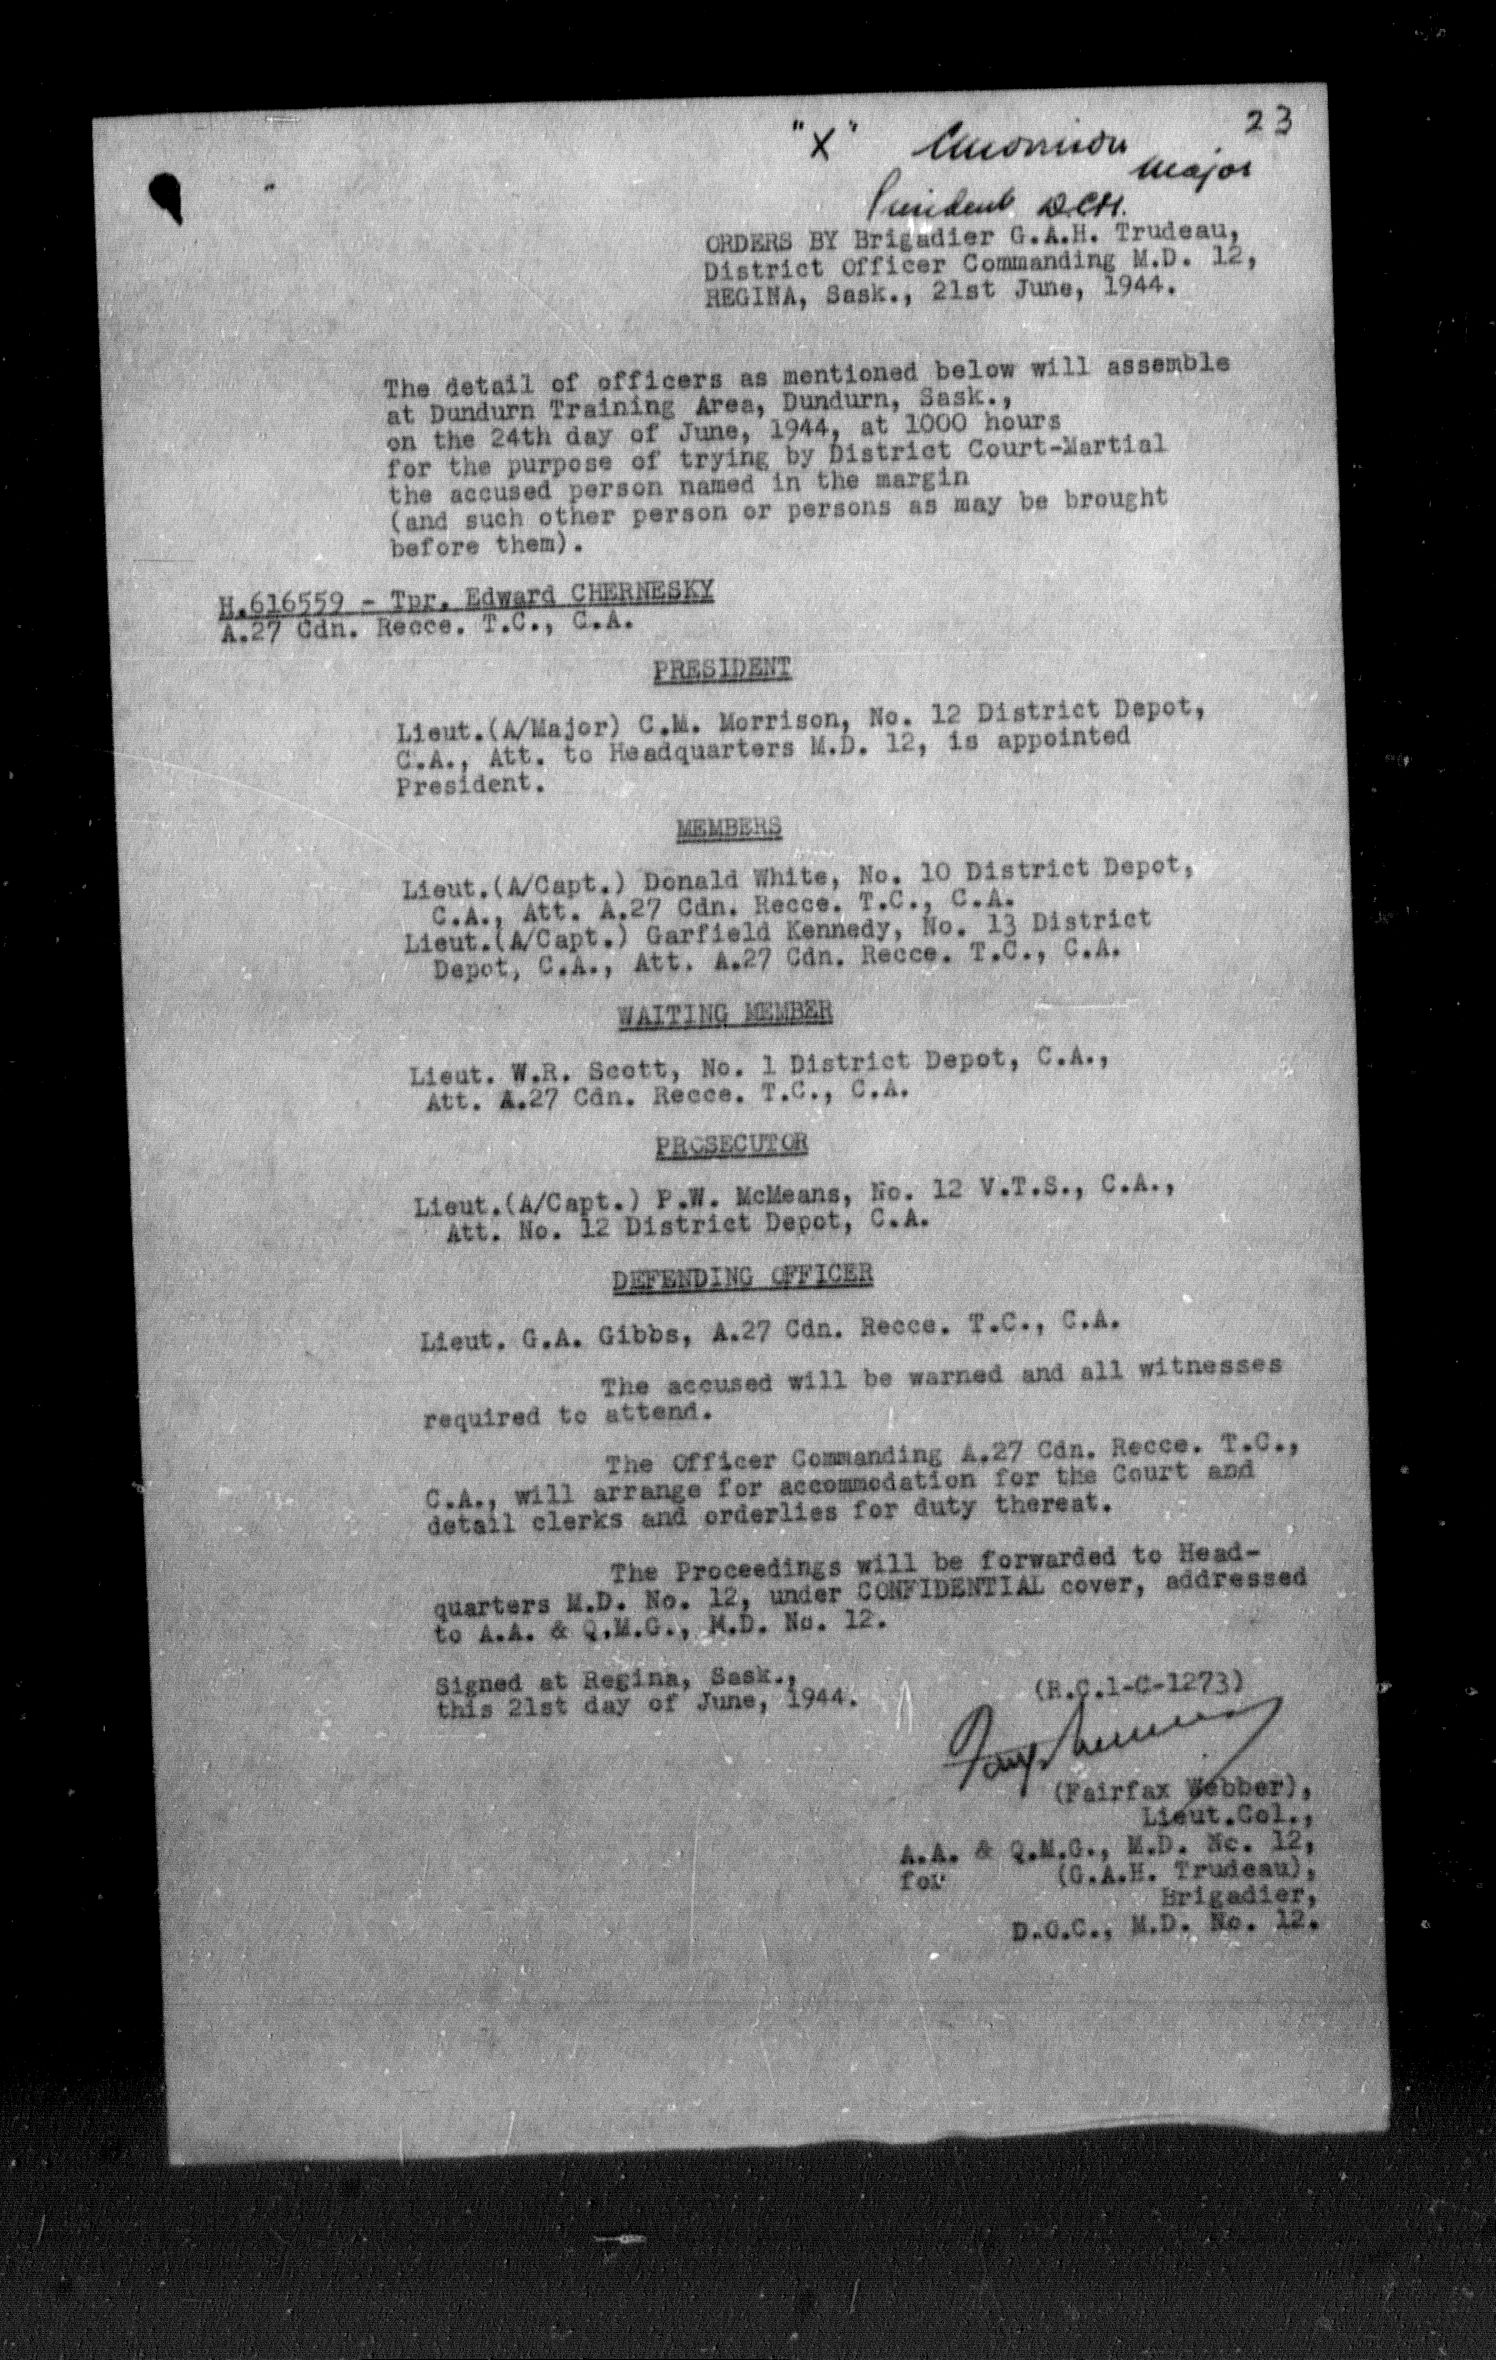 23
"X" CMorrison
Major
President D.C.M.
ORDERS BY Brigadier G.A.H. Trudeau,
District Officer Commanding M.D. 12,
REGINA, Sask., 21st June, 1944.
The detail of officers as mentioned below will assemble
at Dundurn Training Area, Dundurn, Sask.,
on the 24th day of June, 1944, at 1000 hours
for the purpose of trying by District Court-Martial
the accused person named in the margin
(and such other person or persons as may be brought
before them).
H.616559 - Tpr. Edward CHERNESKY
A.27 Cdn. Recce. T.C., C.A.
PRESIDENT
Lieut.(A/Major) C.M. Morrison, No. 12 District Depot,
C.A., Att. to Headquarters M.D. 12, is appointed
President.
MEMBERS
Lieut.(A/Capt.) Donald White, No. 10 District Depot,
C.A., Att. A.27 Cdn. Recce. T.C., C.A.
Lieut.(A/Capt.) Garfield Kennedy, No. 13 District
Depot, C.A., Att. A.27 Cdn. Recce. T.C., C.A.
WAITING MEMBER
Lieut. W.R. Scott, No. 1 District Depot, C.A.,
Att. A.27 Cdn. Recce. T.C., C.A.
PROSECUTOR
Lieut.(A/Capt.) P.W. McMeans, No. 12 V.T.S., C.A.,
Att. No. 12 District Depot, C.A.
DEFENDING OFFICER
Lieut. G.A. Gibbs, A.27 Cdn. Recce. T.C., C.A.
The accused will be warned and all witnesses
required to attend.
The Officer Commanding A.27 Cdn. Recce. T.C.,
C.A., will arrange for accommodation for the Court and
detail clerks and orderlies for duty thereat.
The Proceedings will be forwarded to Head-
quarters M.D. No. 12, under CONFIDENTIAL cover, addressed
to A.A. & Q.M.G., M.D. No. 12.
Signed at Regina, Sask.,
this 21st day of June, 1944.
(R.C.1-C-1273)
(Fairfax Webber),
Lieut.Col.,
A.A. & Q.M.G., M.D. No. 12,
for (G.A.H. Trudeau),
Brigadier,
D.O.C., M.D. No. 12.